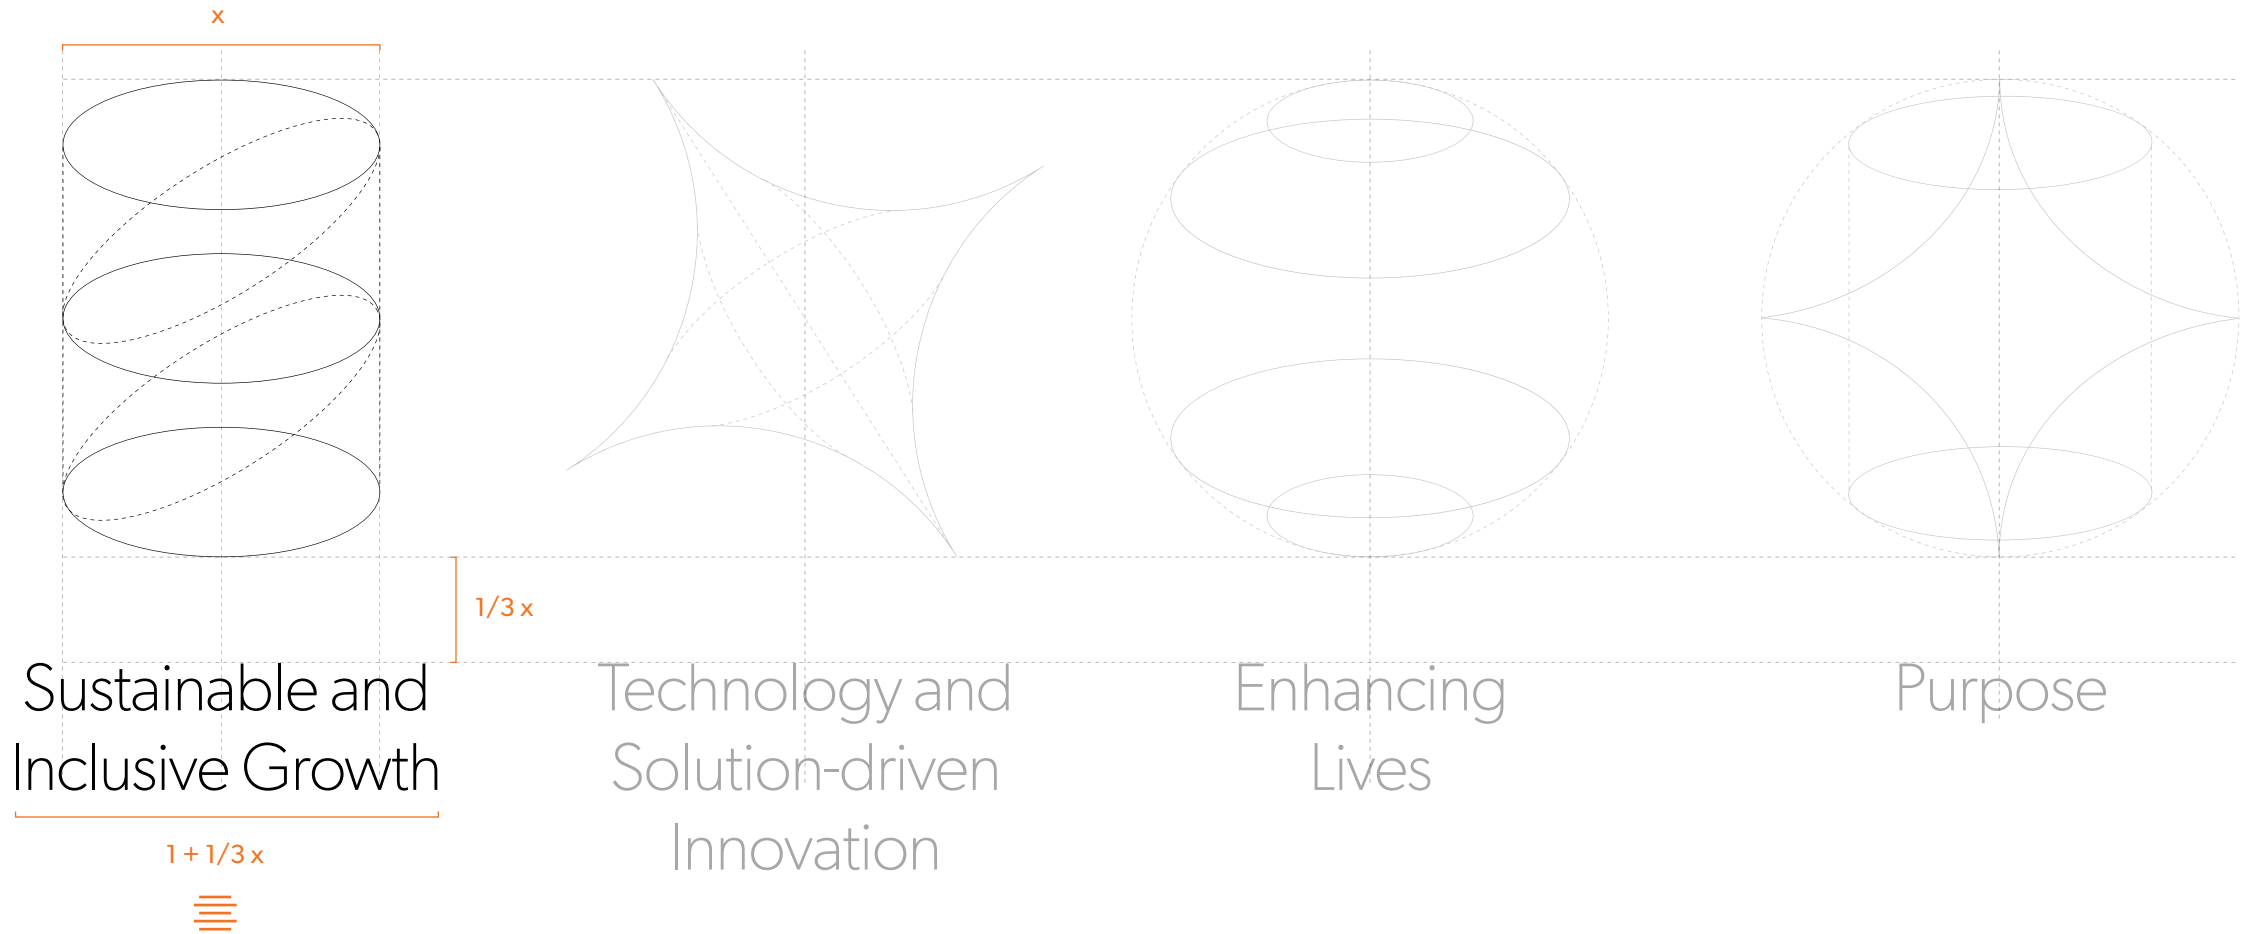 x
1/3 x
Sustainable and
Inclusive Growth
1 + 1/3 x
Technology and
Solution-driven
Innovation
Enhancing
Lives
Purpose